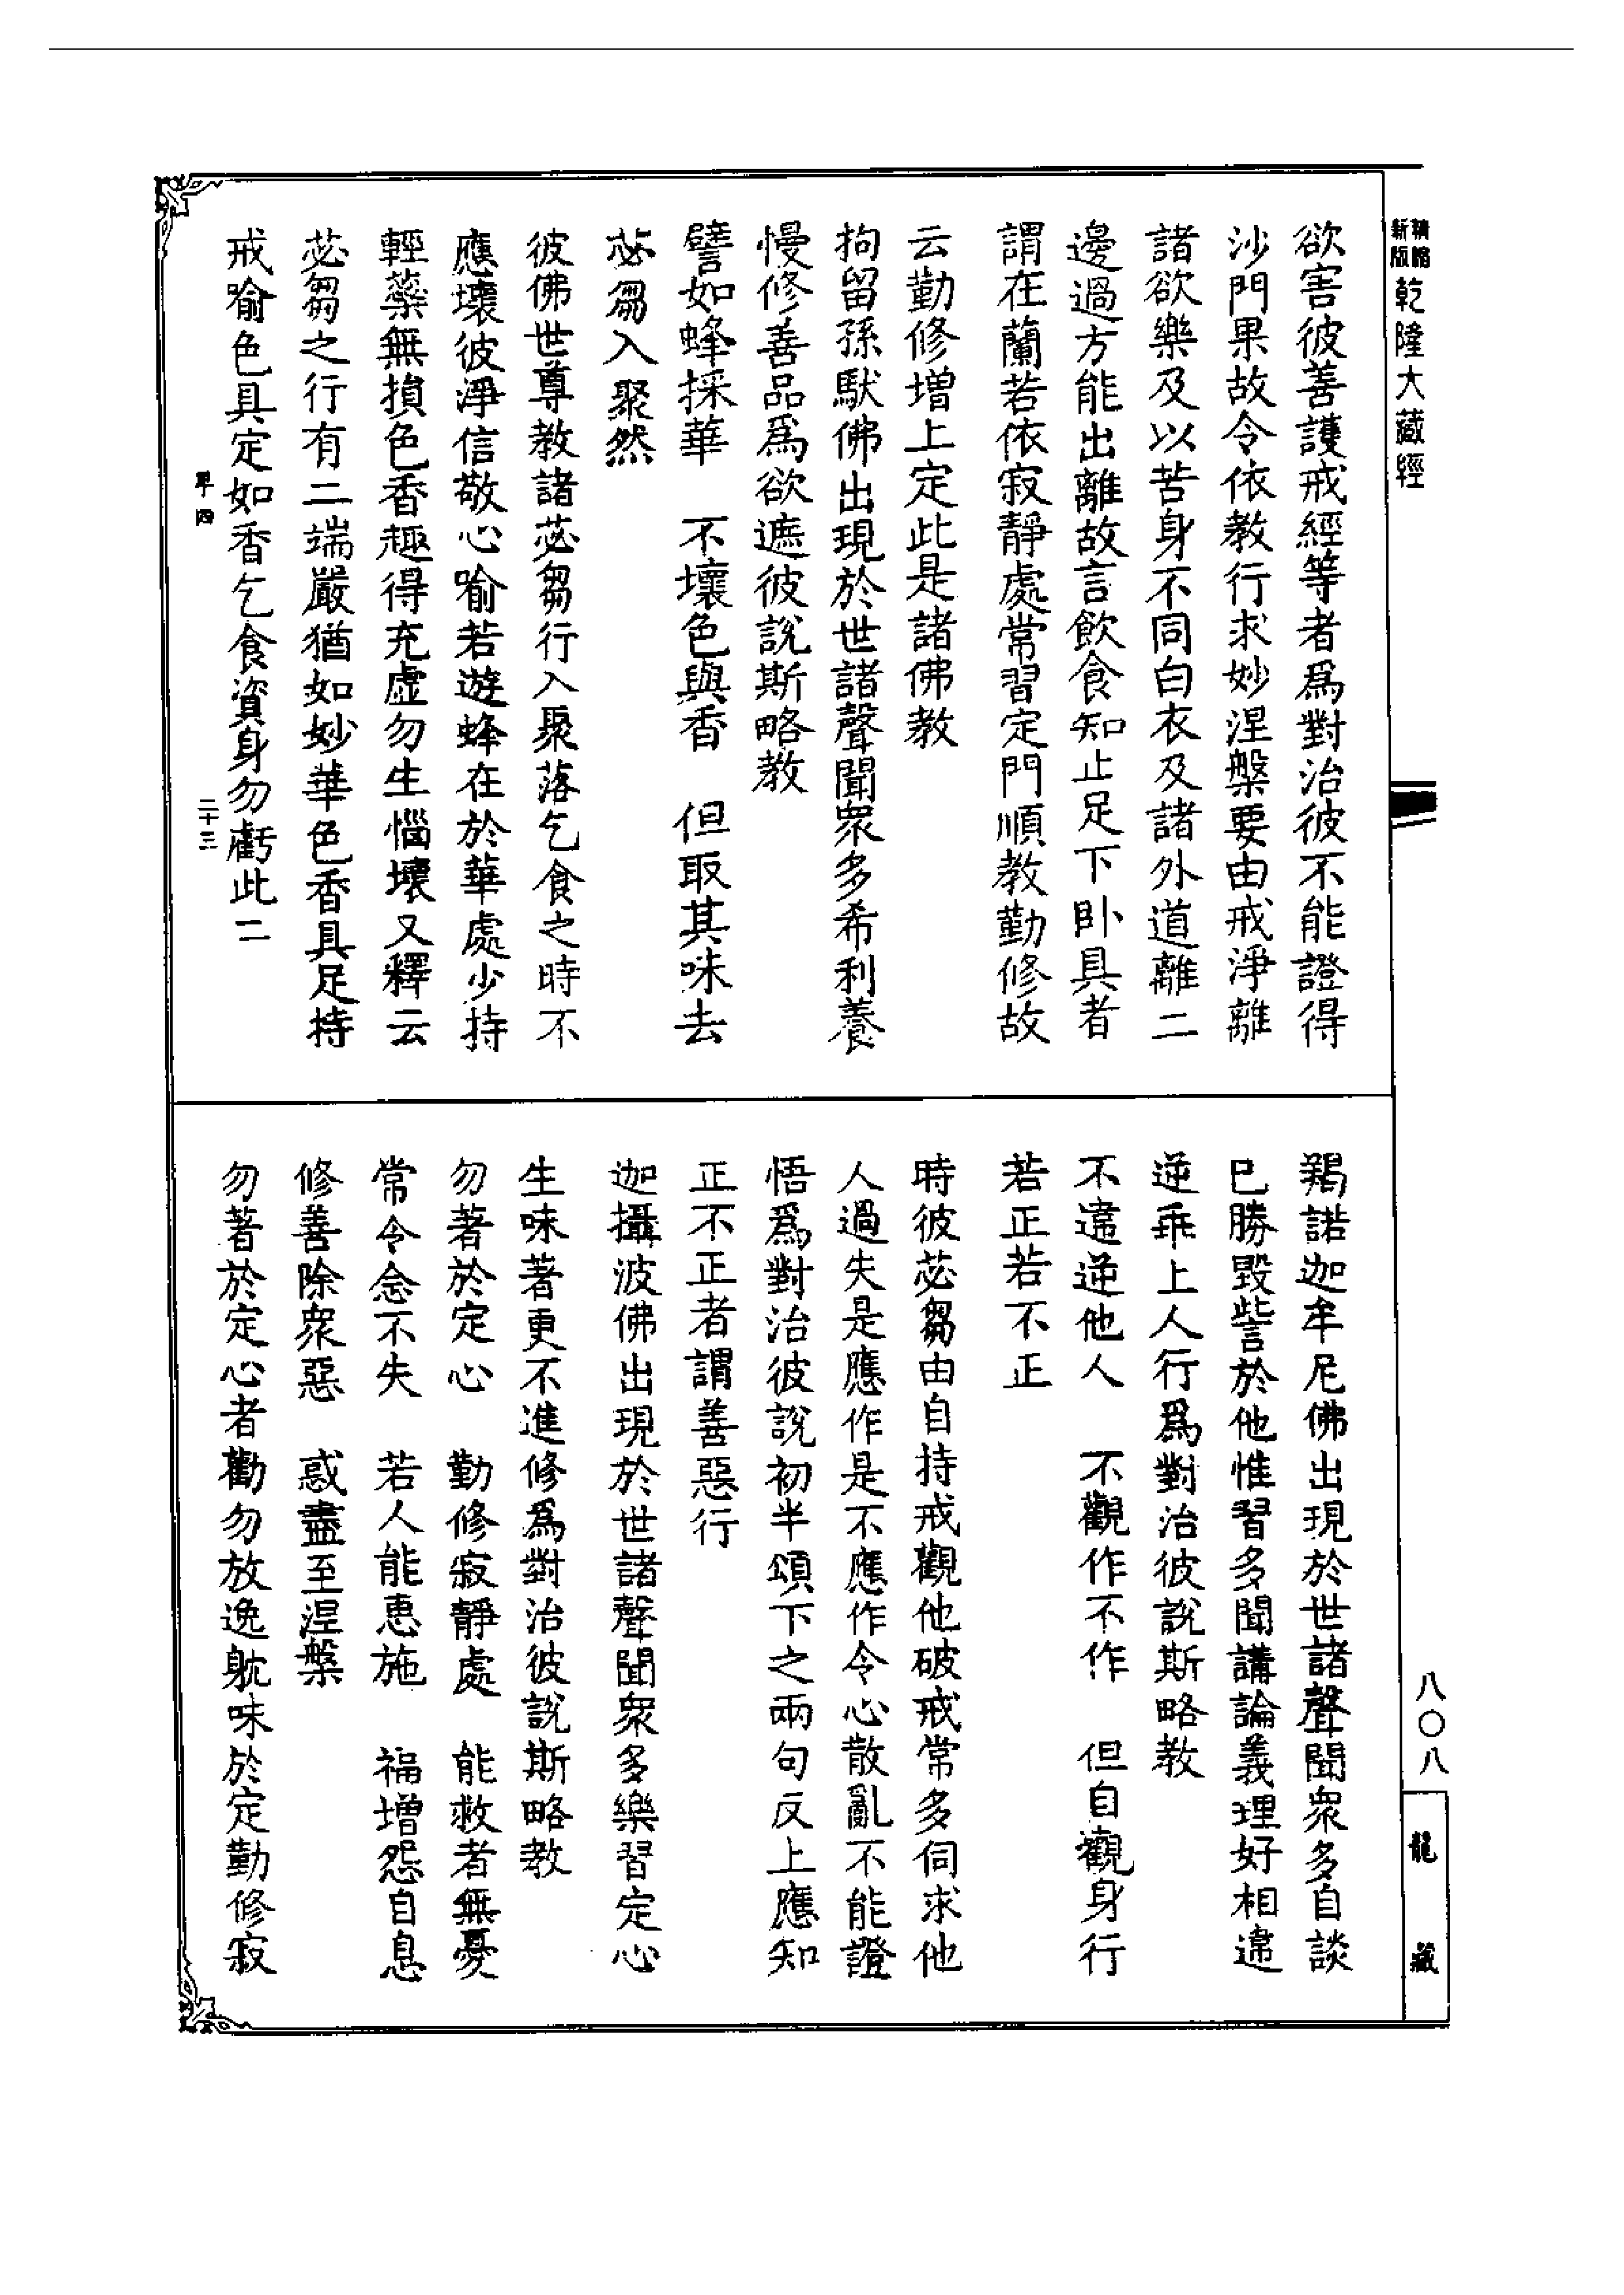 新版
精縮
乾隆大藏經
欲害彼善護戒經等者爲對治彼不能證得
沙門果故令依教行求妙涅槃要由戒淨離
諸欲樂及以苦身不同白衣及諸外道離二
邊過方能出離故言飲食知止足下卧具者
謂在蘭若依寂靜處常習定門順教勤修故
云勤修增上定此是諸佛教
拘留孫馱佛出現於世諸聲聞眾多希利養
慢修善品爲欲遮彼說斯略教
譬如蜂採華　不壞色與香　但取其味去
苾芻入聚然
彼佛世尊教諸苾芻行入聚落乞食之時不
應壞彼淨信敬心喻若遊蜂在於華處少持
輕蘂無損色香趣得充虛勿生惱壞又釋云
苾芻之行有二端嚴猶如妙華色香具足持
戒喻色具定如香乞食資身勿虧此二
二十三
羯諾迦牟尼佛出現於世諸聲聞眾多自談
已勝毀訾於他惟習多聞講論義理好相違
逆乖上人行爲對治彼說斯略教
不違逆他人　不觀作不作　但自觀身行
若正若不正
時彼苾芻由自持戒觀他破戒常多伺求他
人過失是應作是不應作令心散亂不能證
悟爲對治彼說初半頌下之兩句反上應知
正不正者謂善惡行
迦攝波佛出現於世諸聲聞眾多樂習定心
生味著更不進修爲對治彼說斯略教
勿著於定心　勤修寂靜處　能救者無憂
常令念不失　若人能惠施　福增怨自息
修善除眾惡　惑盡至涅槃
勿著於定心者勸勿放逸躭味於定勤修寂
八〇八
龍藏